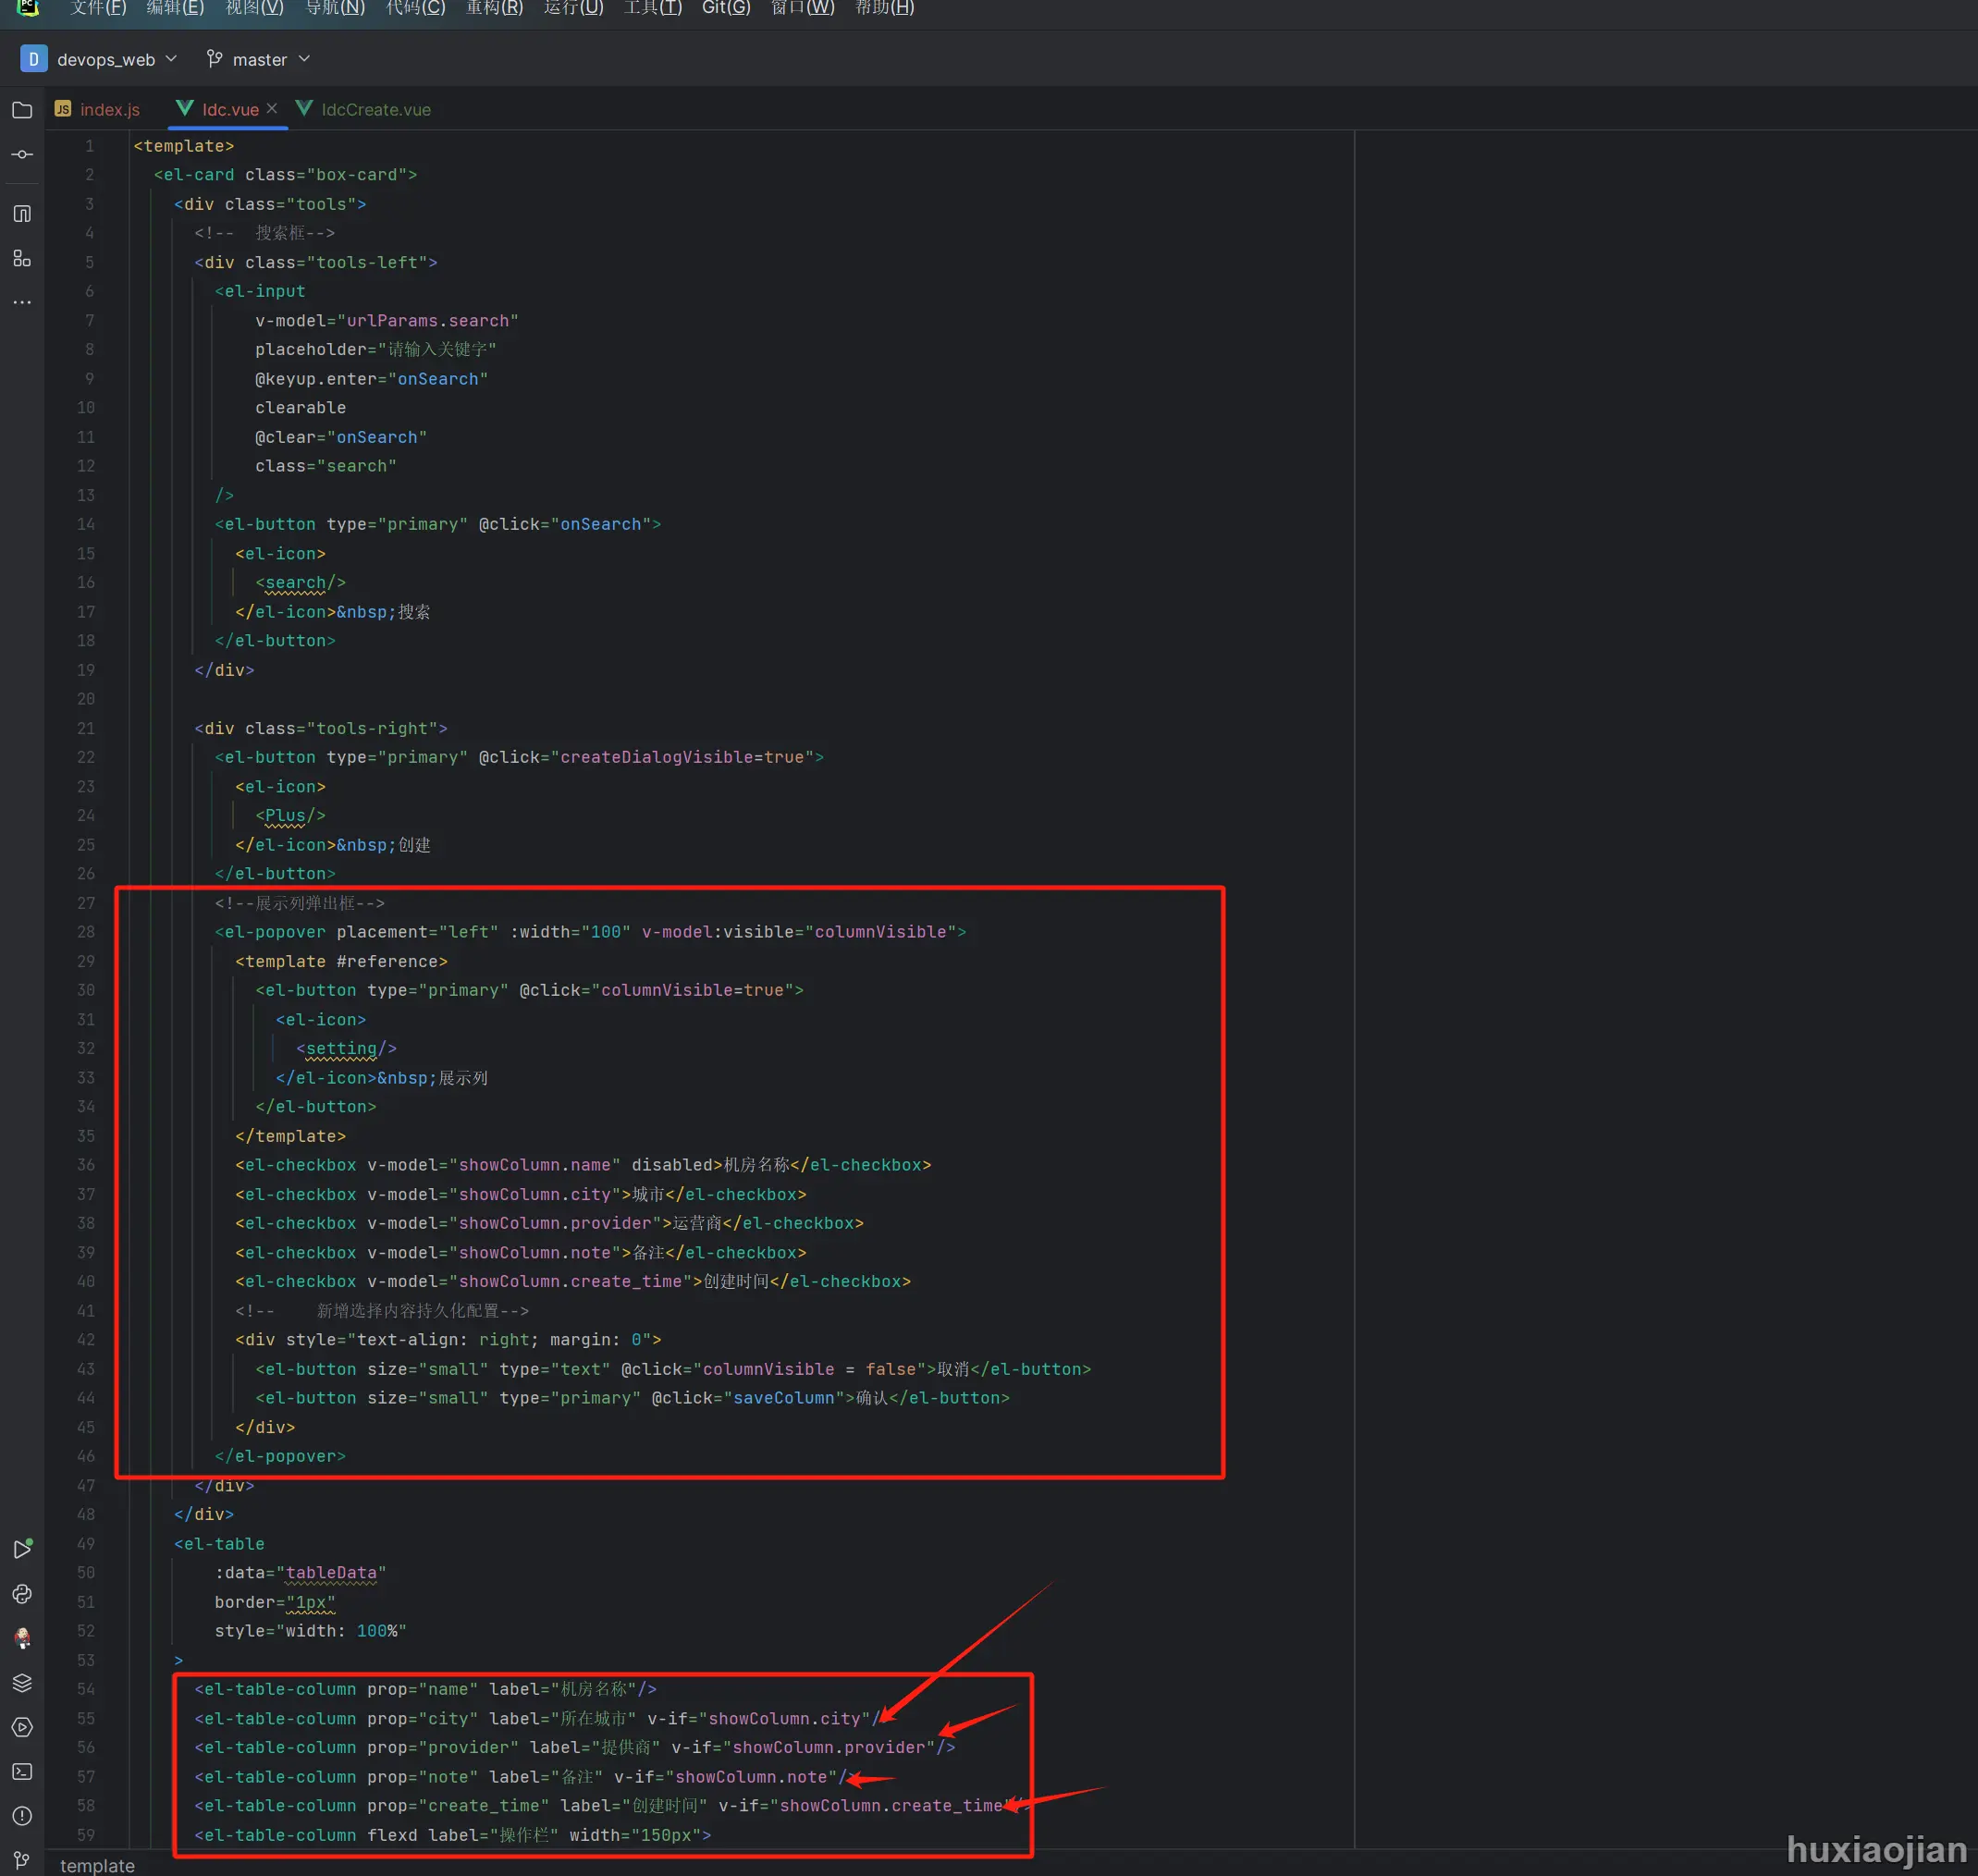 文件(F) 编辑(E) 视图(V) 导航(N) 代码(C) 重构(R) 运行(U) 工具(T) Git(G) 窗口(W) 帮助(H)
D devops_web master
JS index.js Idc.vue IdcCreate.vue
1 <template>
2 <el-card class="box-card">
3 <div class="tools">
4 <!--  搜索框-->
5 <div class="tools-left">
6 <el-input
7 v-model="urlParams.search"
8 placeholder="请输入关键字"
9 @keyup.enter="onSearch"
10 clearable
11 @clear="onSearch"
12 class="search"
13 />
14 <el-button type="primary" @click="onSearch">
15 <el-icon>
16 <search/>
17 </el-icon>&nbsp;搜索
18 </el-button>
19 </div>
20
21 <div class="tools-right">
22 <el-button type="primary" @click="createDialogVisible=true">
23 <el-icon>
24 <Plus/>
25 </el-icon>&nbsp;创建
26 </el-button>
27 <!--展示列弹出框-->
28 <el-popover placement="left" :width="100" v-model:visible="columnVisible">
29 <template #reference>
30 <el-button type="primary" @click="columnVisible=true">
31 <el-icon>
32 <setting/>
33 </el-icon>&nbsp;展示列
34 </el-button>
35 </template>
36 <el-checkbox v-model="showColumn.name" disabled>机房名称</el-checkbox>
37 <el-checkbox v-model="showColumn.city">城市</el-checkbox>
38 <el-checkbox v-model="showColumn.provider">运营商</el-checkbox>
39 <el-checkbox v-model="showColumn.note">备注</el-checkbox>
40 <el-checkbox v-model="showColumn.create_time">创建时间</el-checkbox>
41 <!--    新增选择内容持久化配置-->
42 <div style="text-align: right; margin: 0">
43 <el-button size="small" type="text" @click="columnVisible = false">取消</el-button>
44 <el-button size="small" type="primary" @click="saveColumn">确认</el-button>
45 </div>
46 </el-popover>
47 </div>
48 </div>
49 <el-table
50 :data="tableData"
51 border="1px"
52 style="width: 100%"
53 >
54 <el-table-column prop="name" label="机房名称"/>
55 <el-table-column prop="city" label="所在城市" v-if="showColumn.city"/
56 <el-table-column prop="provider" label="提供商" v-if="showColumn.provider"/>
57 <el-table-column prop="note" label="备注" v-if="showColumn.note"/>
58 <el-table-column prop="create_time" label="创建时间" v-if="showColumn.create_time"/>
59 <el-table-column flexd label="操作栏" width="150px">
template
huxiaojian